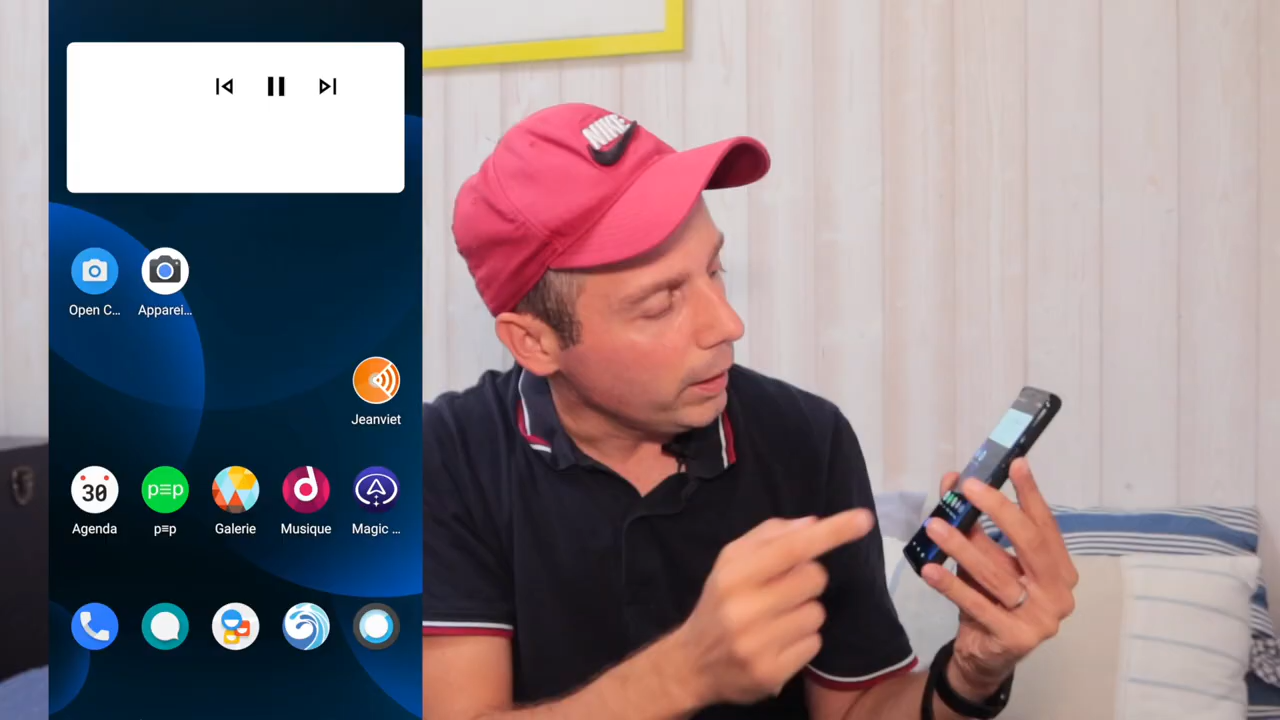 NIKE
Open C...
Apparei...
Jeanviet
30
p≡p
Agenda
p≡p
Galerie
Musique
Magic ...